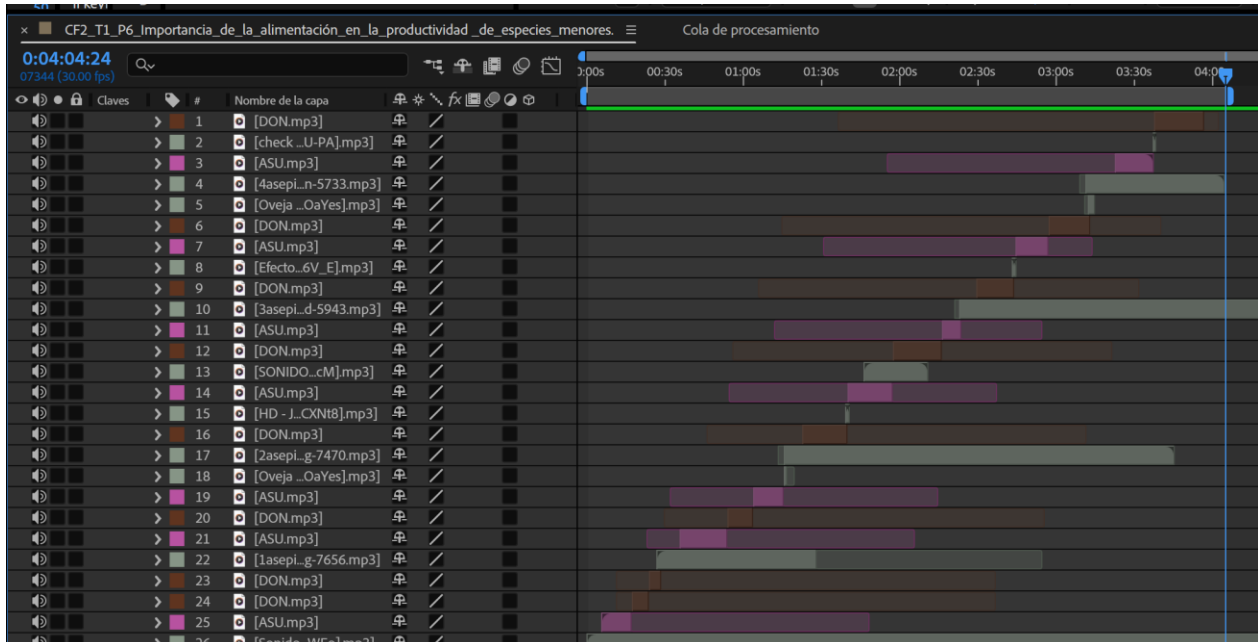 × CF2_T1_P6_Importancia_de_la_alimentación_en_la_productividad _de_especies_menores. ☰ Cola de procesamiento
0:04:04:24
07344 (30.00 fps)
00:30s 01:00s 01:30s 02:00s 02:30s 03:00s 03:30s
Claves # Nombre de la capa fx
1 [DON.mp3]
2 [check ...U-PA].mp3]
3 [ASU.mp3]
4 [4asepi...n-5733.mp3]
5 [Oveja ...OaYes].mp3]
6 [DON.mp3]
7 [ASU.mp3]
8 [Efecto...6V_E].mp3]
9 [DON.mp3]
10 [3asepi...d-5943.mp3]
11 [ASU.mp3]
12 [DON.mp3]
13 [SONIDO...cM].mp3]
14 [ASU.mp3]
15 [HD - J...CXNt8].mp3]
16 [DON.mp3]
17 [2asepi...g-7470.mp3]
18 [Oveja ...OaYes].mp3]
19 [ASU.mp3]
20 [DON.mp3]
21 [ASU.mp3]
22 [1asepi...g-7656.mp3]
23 [DON.mp3]
24 [DON.mp3]
25 [ASU.mp3]